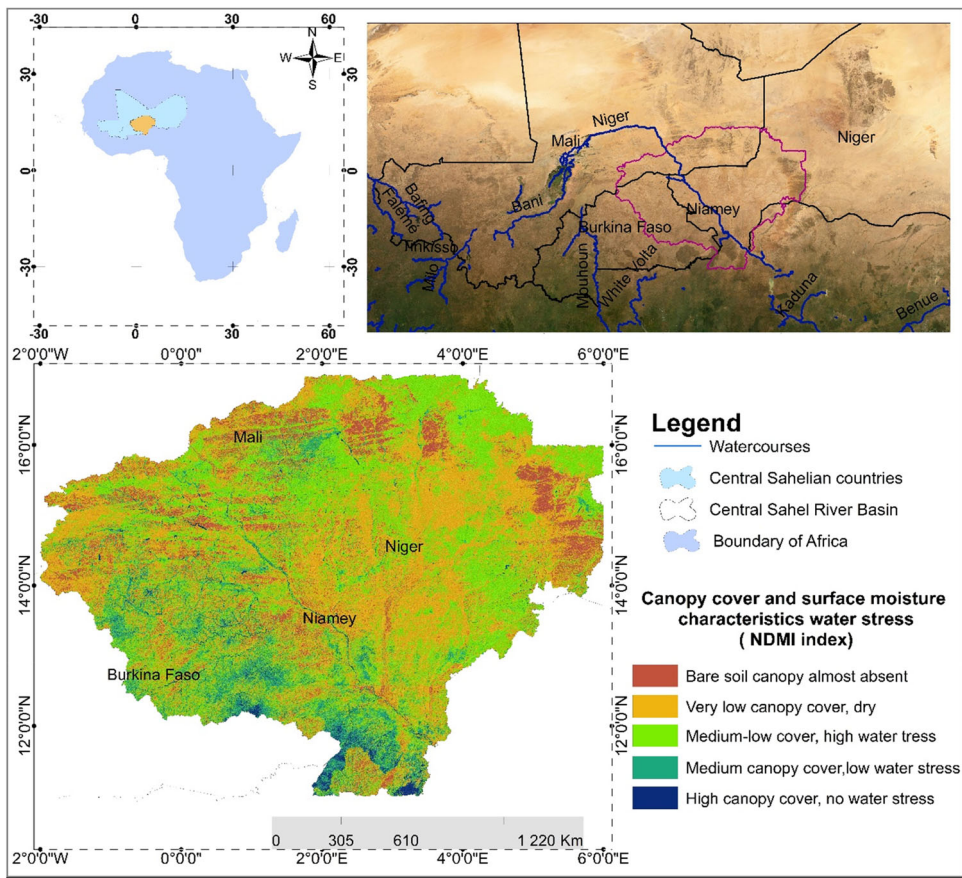 -30 0 30 60
N
W E
S
30
0
-30
30
0
-30
-30 0 30 60
Niger
Mali
Niger
Bafing
Falémé
Bani
Niamey
Burkina Faso
Tinkisso
Milo
Mouhoun
White Volta
Kaduna
Benue
2°0'0"W 0°0'0" 2°0'0"E 4°0'0"E 6°0'0"E
16°0'0"N
14°0'0"N
12°0'0"N
16°0'0"N
14°0'0"N
12°0'0"N
Mali
Niger
Niamey
Burkina Faso
0 305 610 1 220 Km
2°0'0"W 0°0'0" 2°0'0"E 4°0'0"E 6°0'0"E
Legend
Watercourses
Central Sahelian countries
Central Sahel River Basin
Boundary of Africa
Canopy cover and surface moisture
characteristics water stress
( NDMI index)
Bare soil canopy almost absent
Very low canopy cover, dry
Medium-low cover, high water tress
Medium canopy cover,low water stress
High canopy cover, no water stress